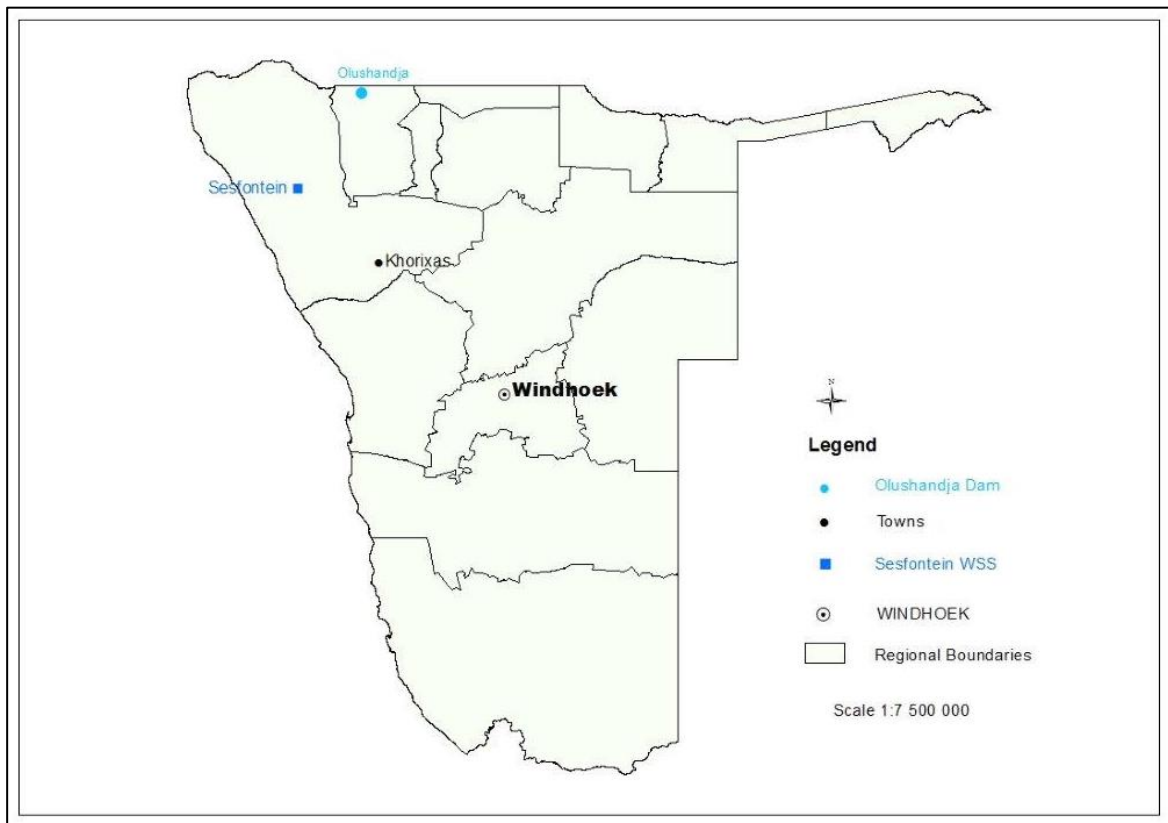 Olushandja
Sesfontein
Khorixas
Windhoek
N
Legend
Olushandja Dam
Towns
Sesfontein WSS
WINDHOEK
Regional Boundaries
Scale 1:7 500 000